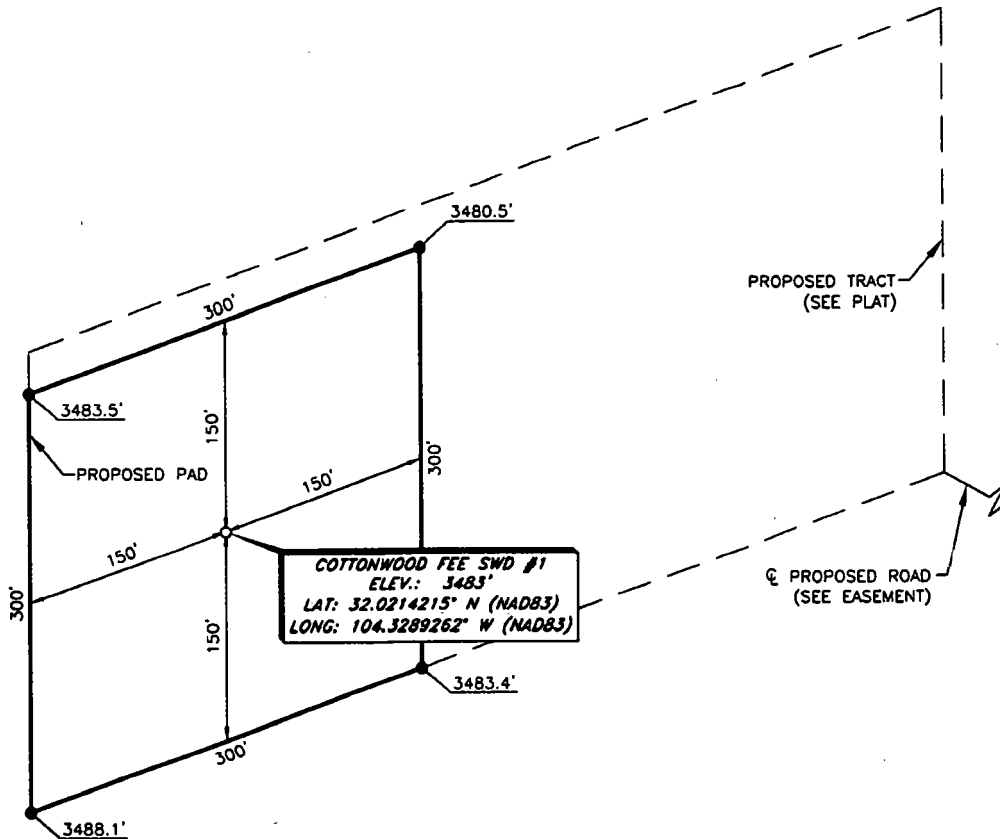 3480.5'
PROPOSED TRACT
(SEE PLAT)
300'
3483.5'
PROPOSED PAD
150'
300'
150'
150'
300'
COTTONWOOD FEE SWD #1
ELEV.: 3483'
LAT: 32.0214215° N (NAD83)
LONG: 104.3289262° W (NAD83)
℄ PROPOSED ROAD
(SEE EASEMENT)
150'
3483.4'
300'
3488.1'